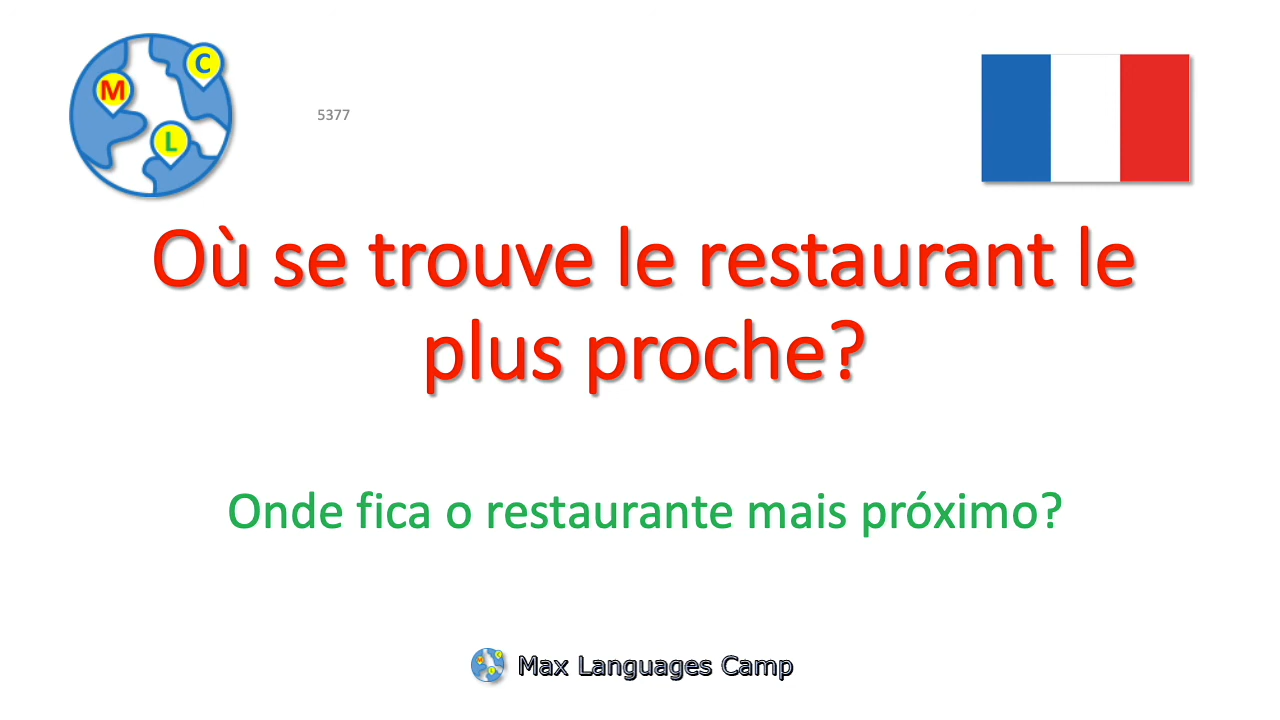 C
M
L
5377
Où se trouve le restaurant le
plus proche?
Onde fica o restaurante mais próximo?
Max Languages Camp